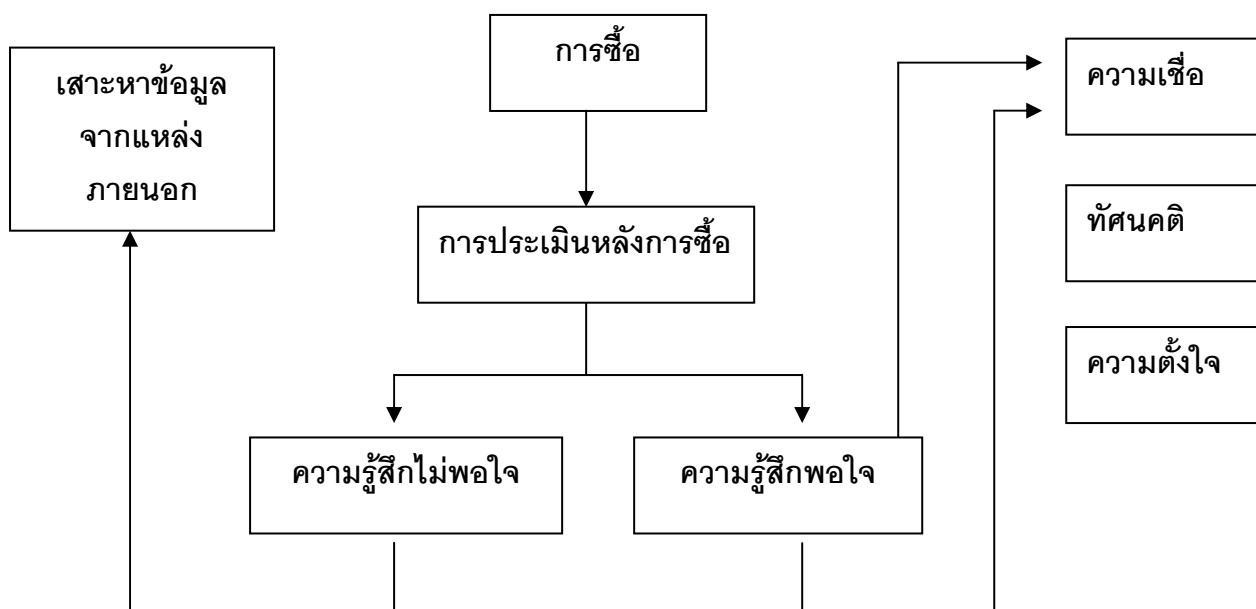 การซื้อ
เสาะหาข้อมูล
จากแหล่ง
ภายนอก
ความเชื่อ
ทัศนคติ
การประเมินหลังการซื้อ
ความตั้งใจ
ความรู้สึกไม่พอใจ
ความรู้สึกพอใจ